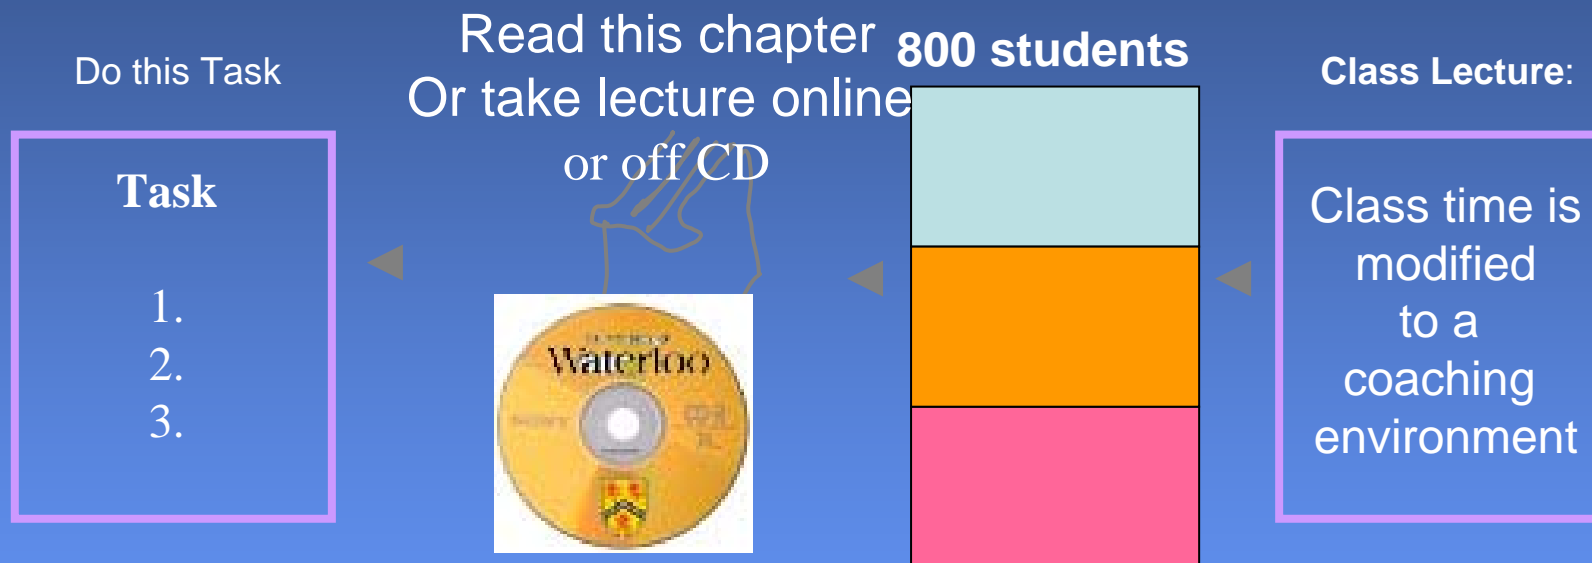 Do this Task
Task
1.
2.
3.
Read this chapter
Or take lecture online
or off CD
Waterloo
800 students
Class Lecture:
Class time is
modified
to a
coaching
environment